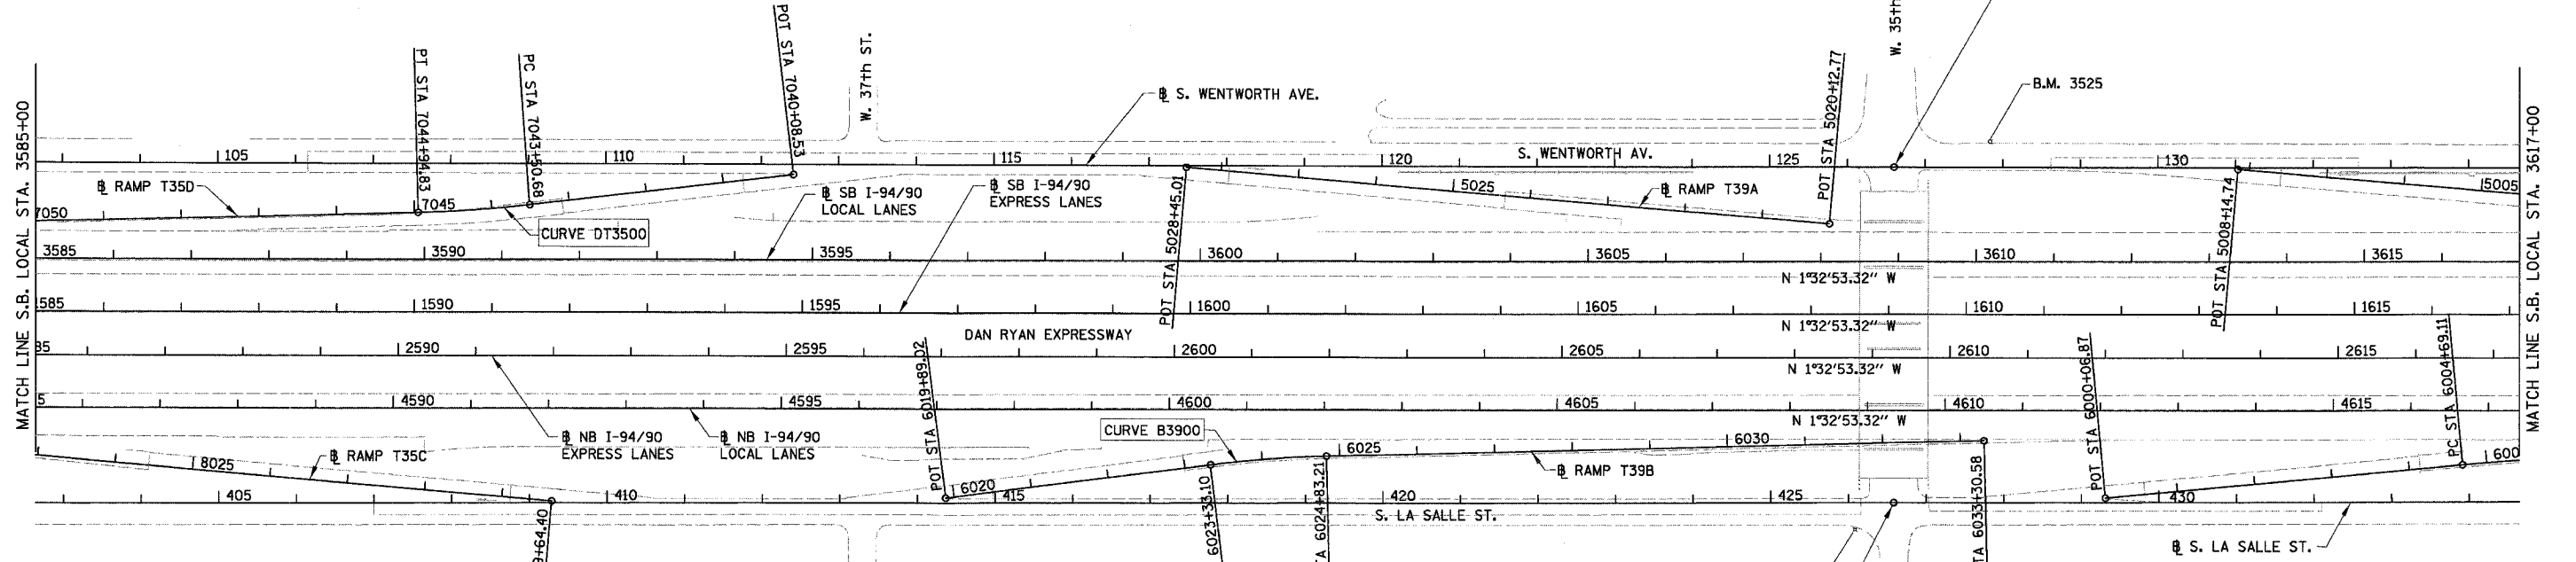 MATCH LINE S.B. LOCAL STA. 3585+00
PT STA 7044+94.83
PC STA 7043+50.68
POT STA 7040+08.53
W. 37th ST.
℄ S. WENTWORTH AVE.
POT STA 5020+12.77
W. 35th
B.M. 3525
MATCH LINE S.B. LOCAL STA. 3617+00
105
110
115
120
S. WENTWORTH AV.
125
130
℄ RAMP T35D
7050
7045
CURVE DT3500
℄ SB I-94/90
LOCAL LANES
℄ SB I-94/90
EXPRESS LANES
POT STA 5028+45.01
5025
℄ RAMP T39A
POT STA 5008+14.74
5005
3585
3590
3595
3600
3605
3610
3615
N 1°32'53.32" W
1585
1590
1595
1600
1605
1610
1615
DAN RYAN EXPRESSWAY
N 1°32'53.32" W
2590
2595
2600
2605
2610
2615
N 1°32'53.32" W
4590
4595
4600
4605
4610
4615
N 1°32'53.32" W
℄ NB I-94/90
EXPRESS LANES
℄ NB I-94/90
LOCAL LANES
POT STA 6019+89.02
CURVE B3900
POT STA 6000+06.87
PC STA 6004+69.11
8025
℄ RAMP T35C
6020
6025
℄ RAMP T39B
6030
600
405
410
415
420
425
430
S. LA SALLE ST.
+64.40
6023+33.10
A 6024+83.21
TA 6033+30.58
℄ S. LA SALLE ST.